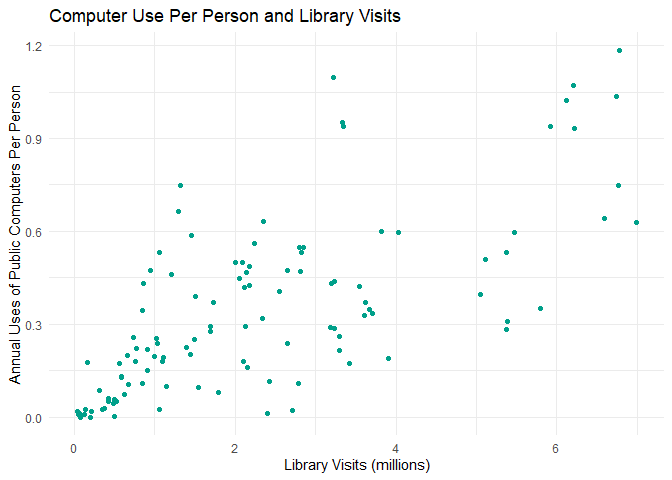 Computer Use Per Person and Library Visits
Annual Uses of Public Computers Per Person
1.2
0.9
0.6
0.3
0.0
0 2 4 6
Library Visits (millions)